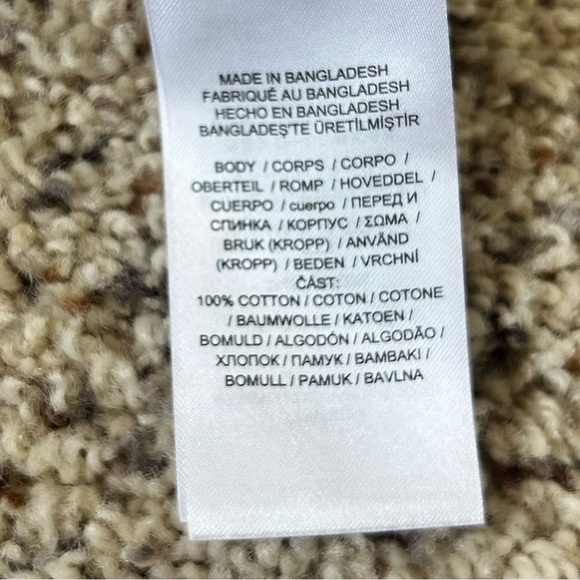 MADE IN BANGLADESH
FABRIQUÉ AU BANGLADESH
HECHO EN BANGLADESH
BANGLADEŞ'TE ÜRETİLMİŞTİR
BODY / CORPS / CORPO /
OBERTEIL / ROMP / HOVEDDEL /
CUERPO / cuerpo / ПЕРЕД И
СПИНКА / КОРПУС / ΣΩΜΑ /
BRUK (KROPP) / ANVÄND
(KROPP) / BEDEN / VRCHNÍ
ČÁST:
100% COTTON / COTON / COTONE
/ BAUMWOLLE / KATOEN /
BOMULD / ALGODÓN / ALGODÃO /
ХЛОПОК / ПАМУК / ΒΑΜΒΑΚΙ /
BOMULL / PAMUK / BAVLNA